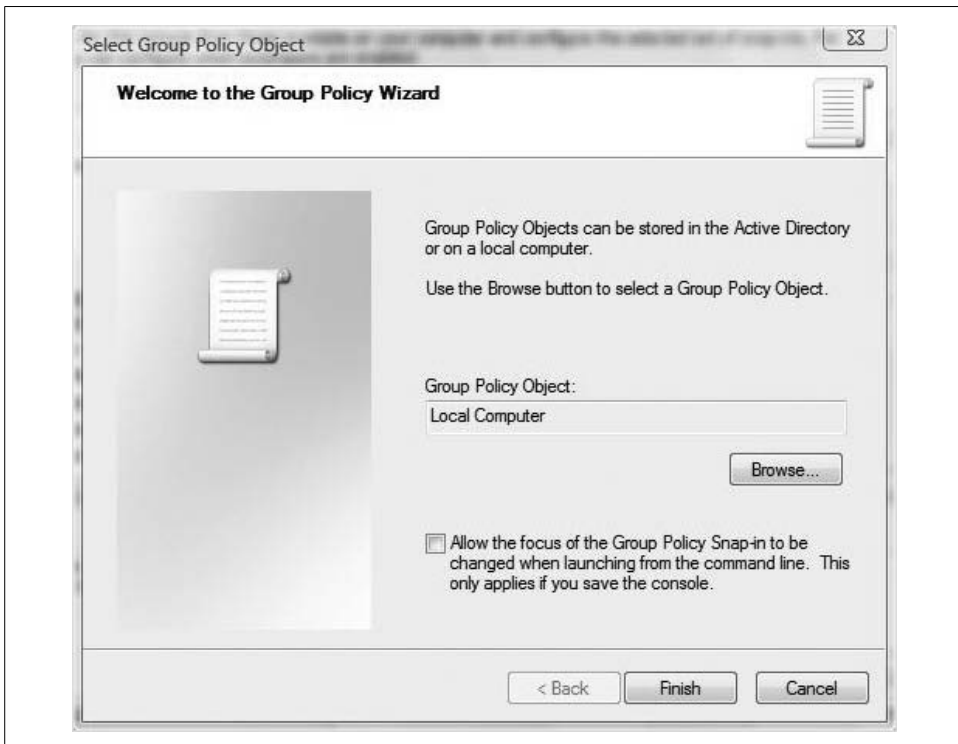 Select Group Policy Object
Welcome to the Group Policy Wizard
Group Policy Objects can be stored in the Active Directory
or on a local computer.
Use the Browse button to select a Group Policy Object.
Group Policy Object:
Local Computer
Browse...
Allow the focus of the Group Policy Snap-in to be
changed when launching from the command line. This
only applies if you save the console.
< Back
Finish
Cancel